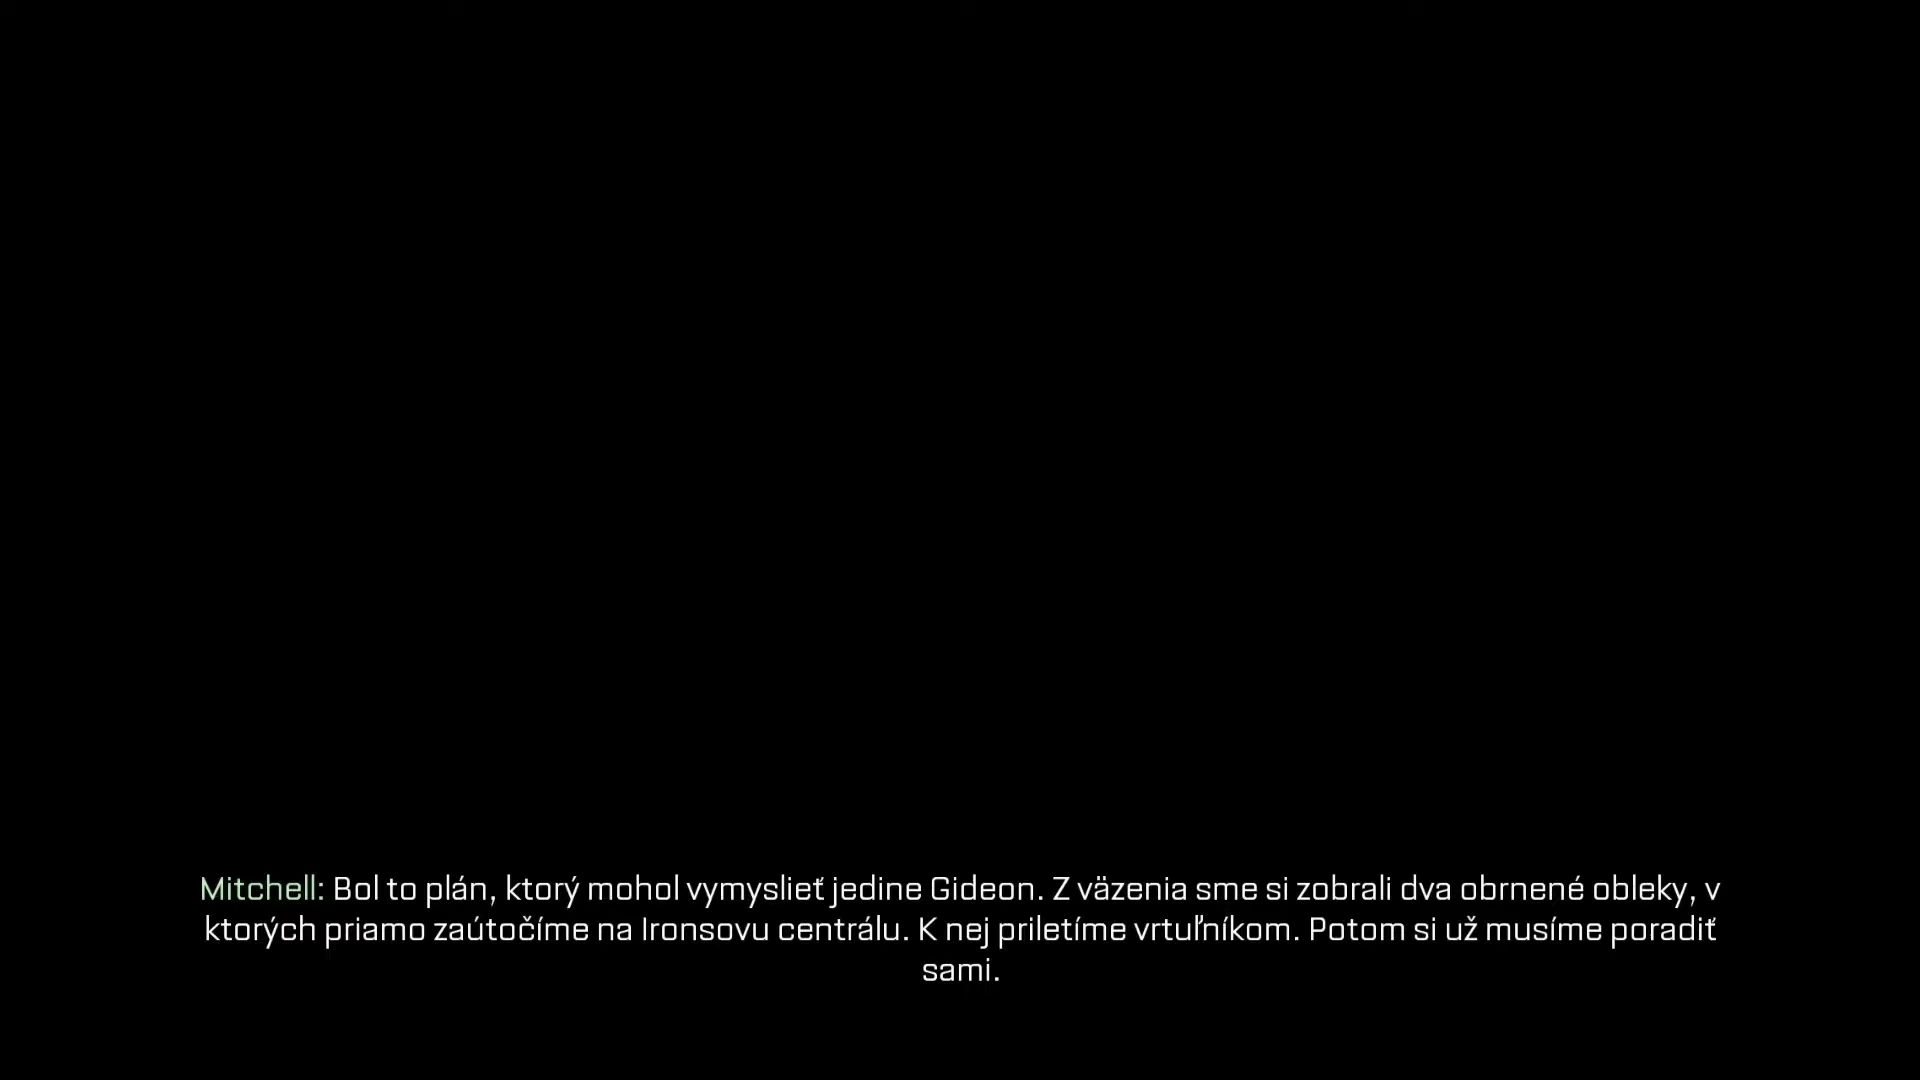 Mitchell: Bol to plán, ktorý mohol vymyslieť jedine Gideon. Z väzenia sme si zobrali dva obrnené obleky, v
ktorých priamo zaútočíme na Ironsovu centrálu. K nej priletíme vrtuľníkom. Potom si už musíme poradiť
sami.